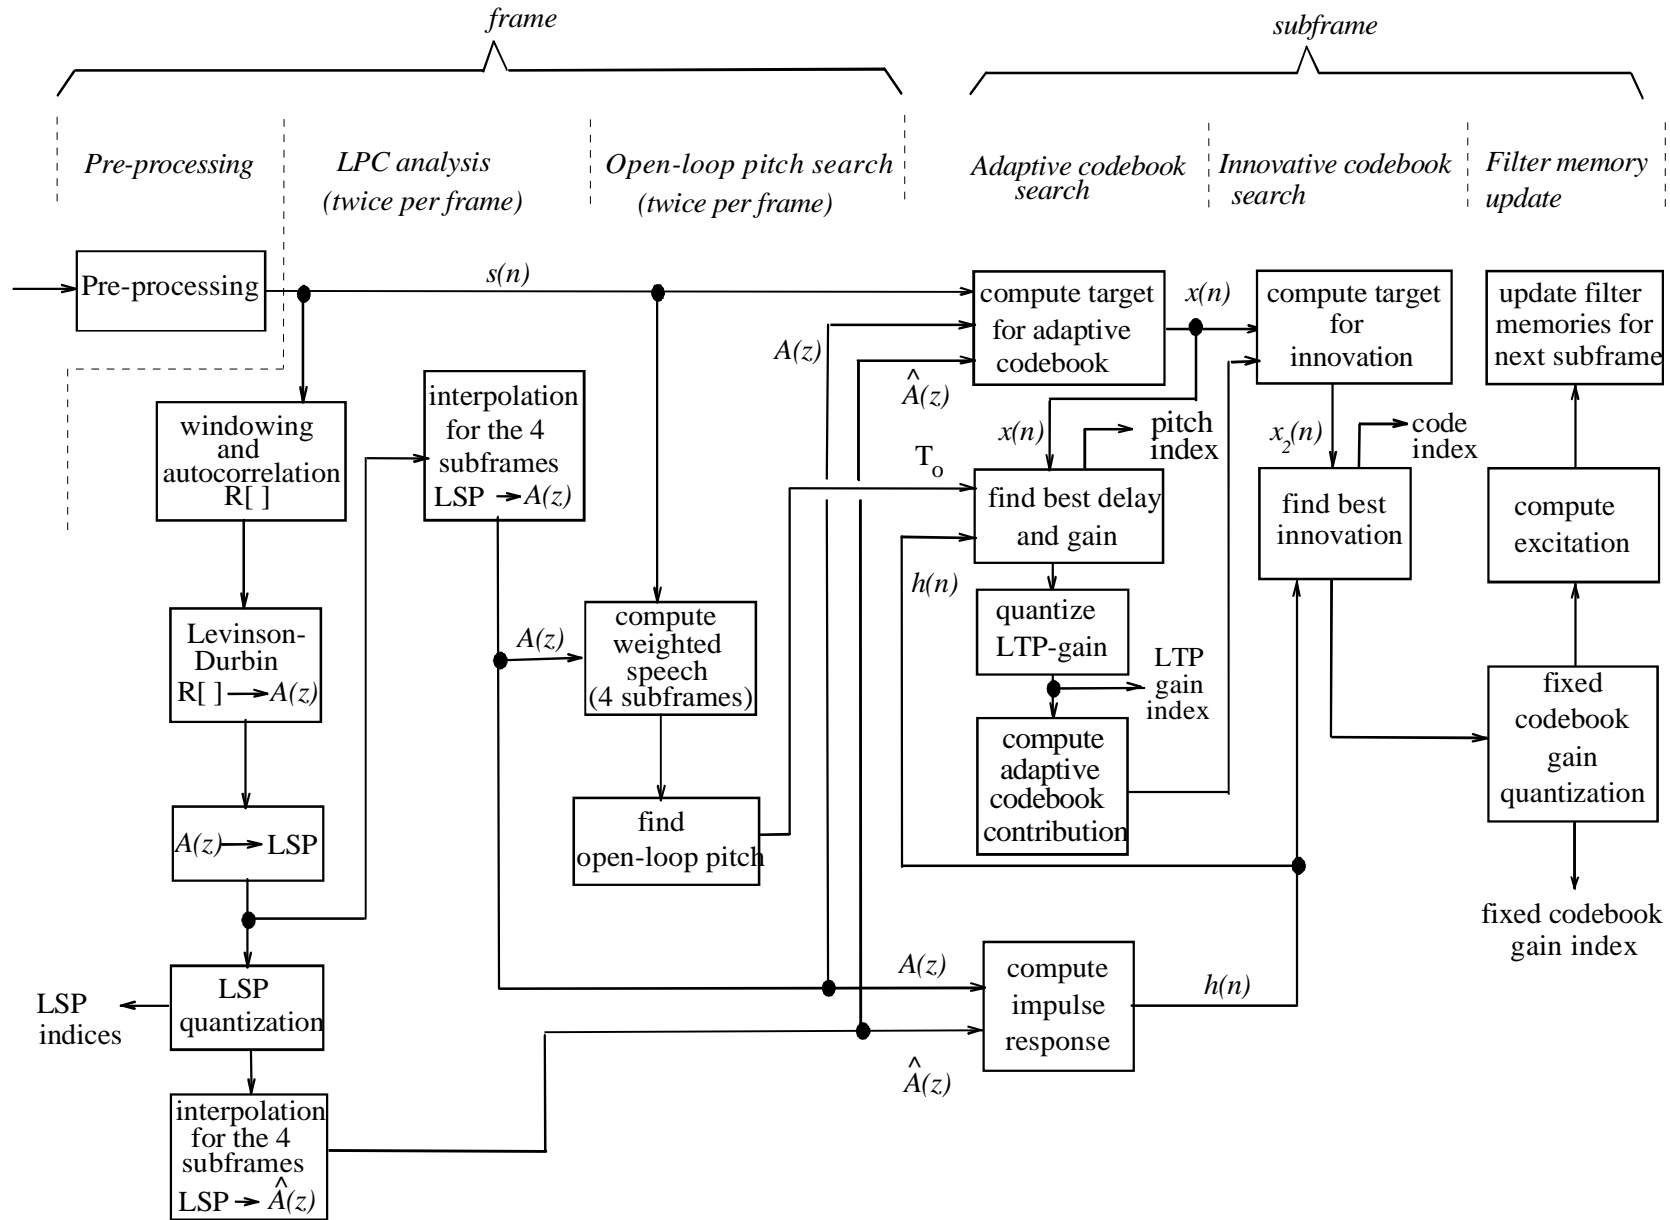 frame
subframe
Pre-processing
LPC analysis
(twice per frame)
Open-loop pitch search
(twice per frame)
Adaptive codebook
search
Innovative codebook
search
Filter memory
update
Pre-processing
s(n)
windowing
and
autocorrelation
R[ ]
Levinson-
Durbin
R[ ] → A(z)
A(z) → LSP
LSP
quantization
LSP
indices
interpolation
for the 4
subframes
LSP → Â(z)
interpolation
for the 4
subframes
LSP → A(z)
A(z)
compute
weighted
speech
(4 subframes)
find
open-loop pitch
A(z)
Â(z)
T₀
compute target
for adaptive
codebook
x(n)
x(n)
pitch
index
find best delay
and gain
h(n)
quantize
LTP-gain
LTP
gain
index
compute
adaptive
codebook
contribution
A(z)
Â(z)
compute
impulse
response
h(n)
compute target
for
innovation
x₂(n)
code
index
find best
innovation
update filter
memories for
next subframe
compute
excitation
fixed
codebook
gain
quantization
fixed codebook
gain index